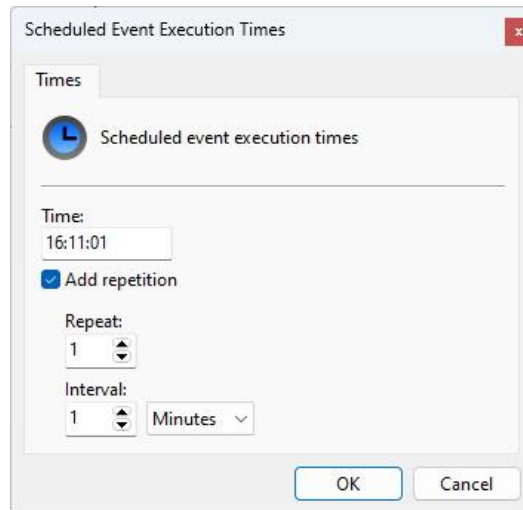 Scheduled Event Execution Times
x
Times
Scheduled event execution times
Time:
16:11:01
Add repetition
Repeat:
1
Interval:
1 Minutes
OK Cancel